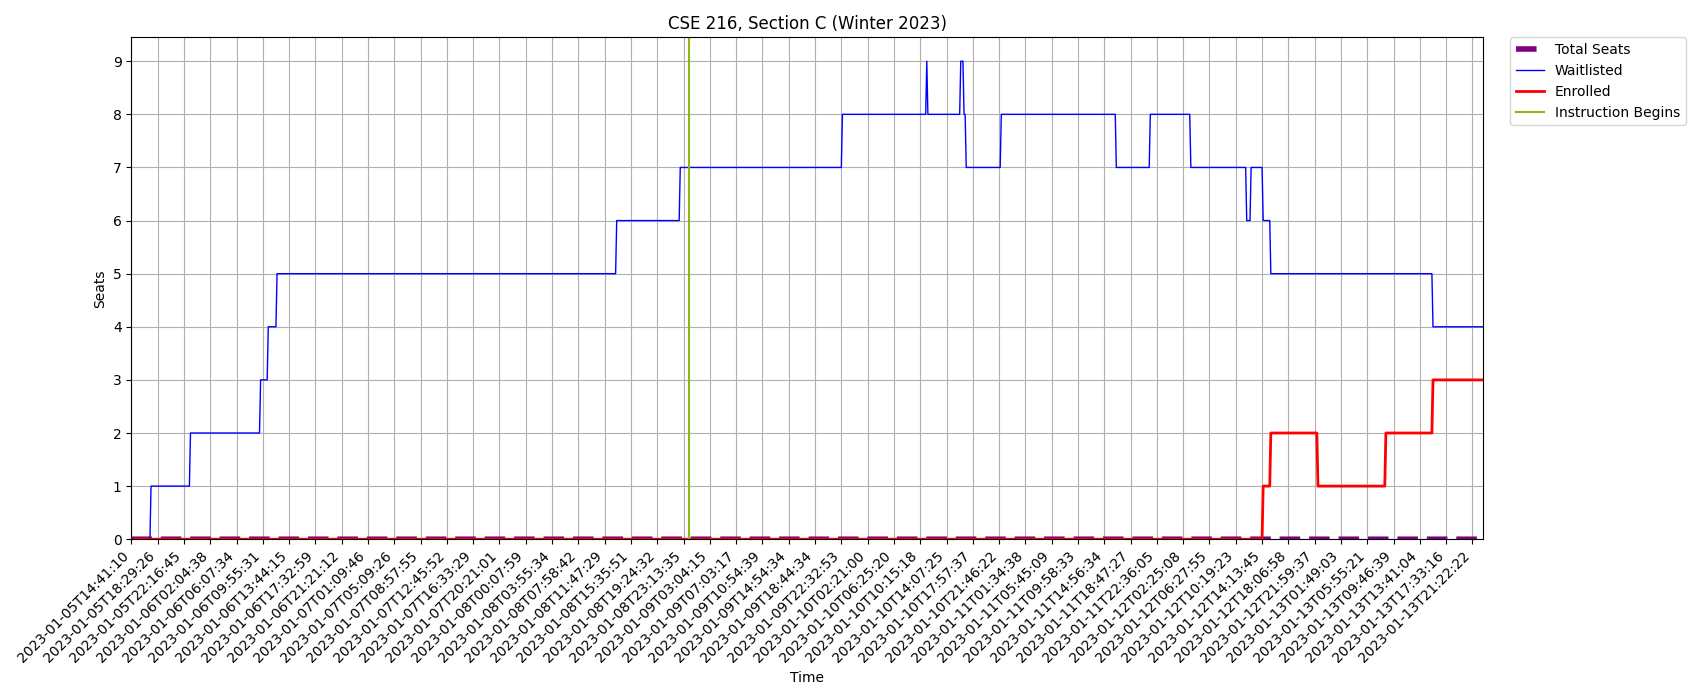 CSE 216, Section C (Winter 2023)
Total Seats
Waitlisted
Enrolled
Instruction Begins
9
8
7
6
5
4
3
2
1
0
Seats
2023-01-05T14:41:10
2023-01-05T18:29:26
2023-01-05T22:16:45
2023-01-06T02:04:38
2023-01-06T06:07:34
2023-01-06T09:55:31
2023-01-06T13:44:15
2023-01-06T17:32:59
2023-01-06T21:21:12
2023-01-07T01:09:46
2023-01-07T05:09:26
2023-01-07T08:57:55
2023-01-07T12:45:52
2023-01-07T16:33:29
2023-01-07T20:21:01
2023-01-08T00:07:59
2023-01-08T03:55:34
2023-01-08T07:58:42
2023-01-08T11:47:29
2023-01-08T15:35:51
2023-01-08T19:24:32
2023-01-08T23:13:35
2023-01-09T03:04:15
2023-01-09T07:03:17
2023-01-09T10:54:39
2023-01-09T14:54:34
2023-01-09T18:44:34
2023-01-09T22:32:53
2023-01-10T02:21:00
2023-01-10T06:25:20
2023-01-10T10:15:18
2023-01-10T14:07:25
2023-01-10T17:57:37
2023-01-10T21:46:22
2023-01-11T01:34:38
2023-01-11T05:45:09
2023-01-11T09:58:33
2023-01-11T14:56:34
2023-01-11T18:47:27
2023-01-11T22:36:05
2023-01-12T02:25:08
2023-01-12T06:27:55
2023-01-12T10:19:23
2023-01-12T14:13:45
2023-01-12T18:06:58
2023-01-12T21:59:37
2023-01-13T01:49:03
2023-01-13T05:55:21
2023-01-13T09:46:39
2023-01-13T13:41:04
2023-01-13T17:33:16
2023-01-13T21:22:22
Time